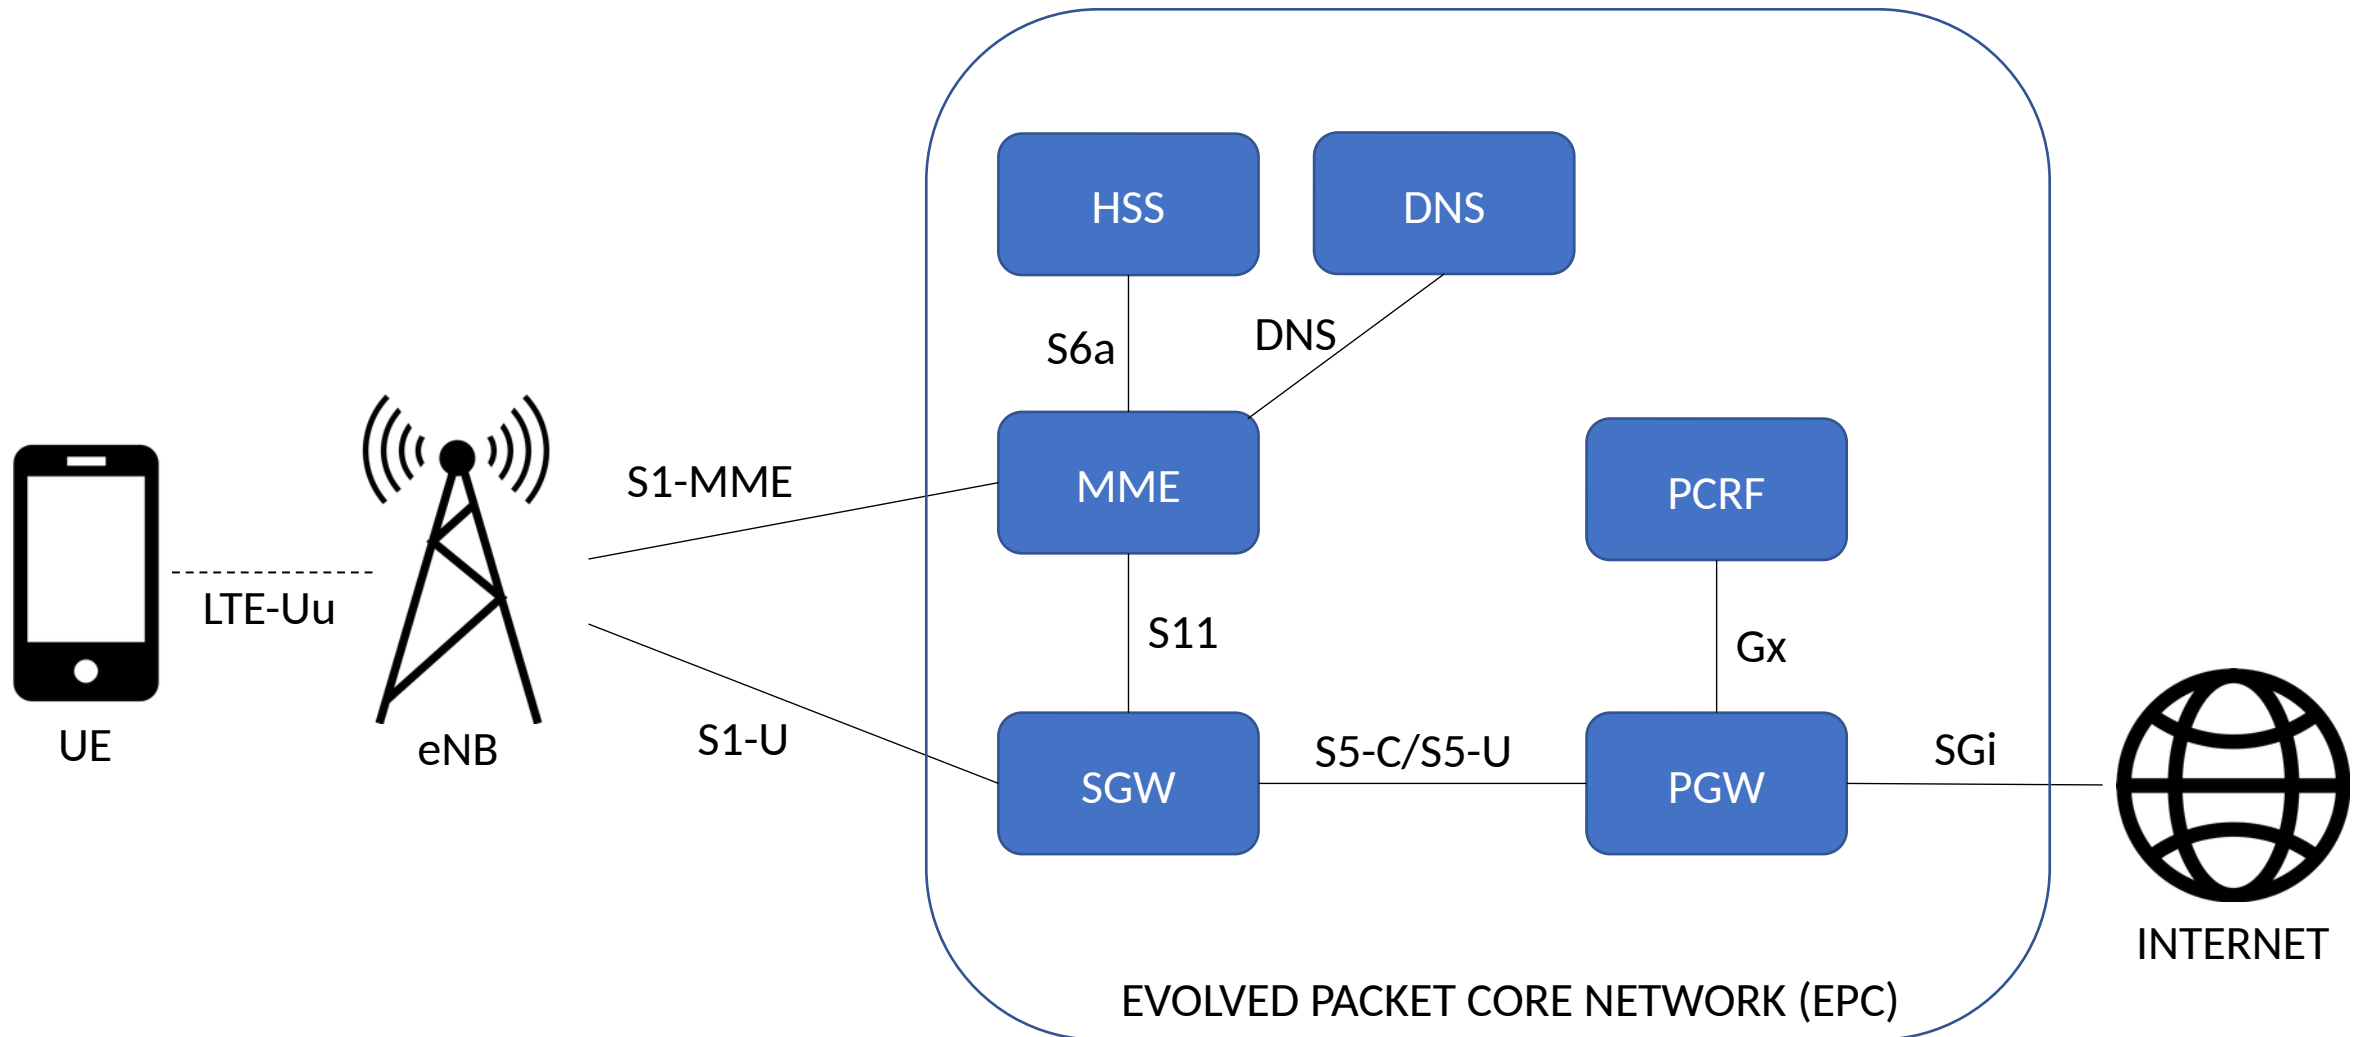 HSS
DNS
S6a
DNS
S1-MME
MME
PCRF
LTE-Uu
S11
Gx
UE
eNB
S1-U
SGW
S5-C/S5-U
PGW
SGi
INTERNET
EVOLVED PACKET CORE NETWORK (EPC)